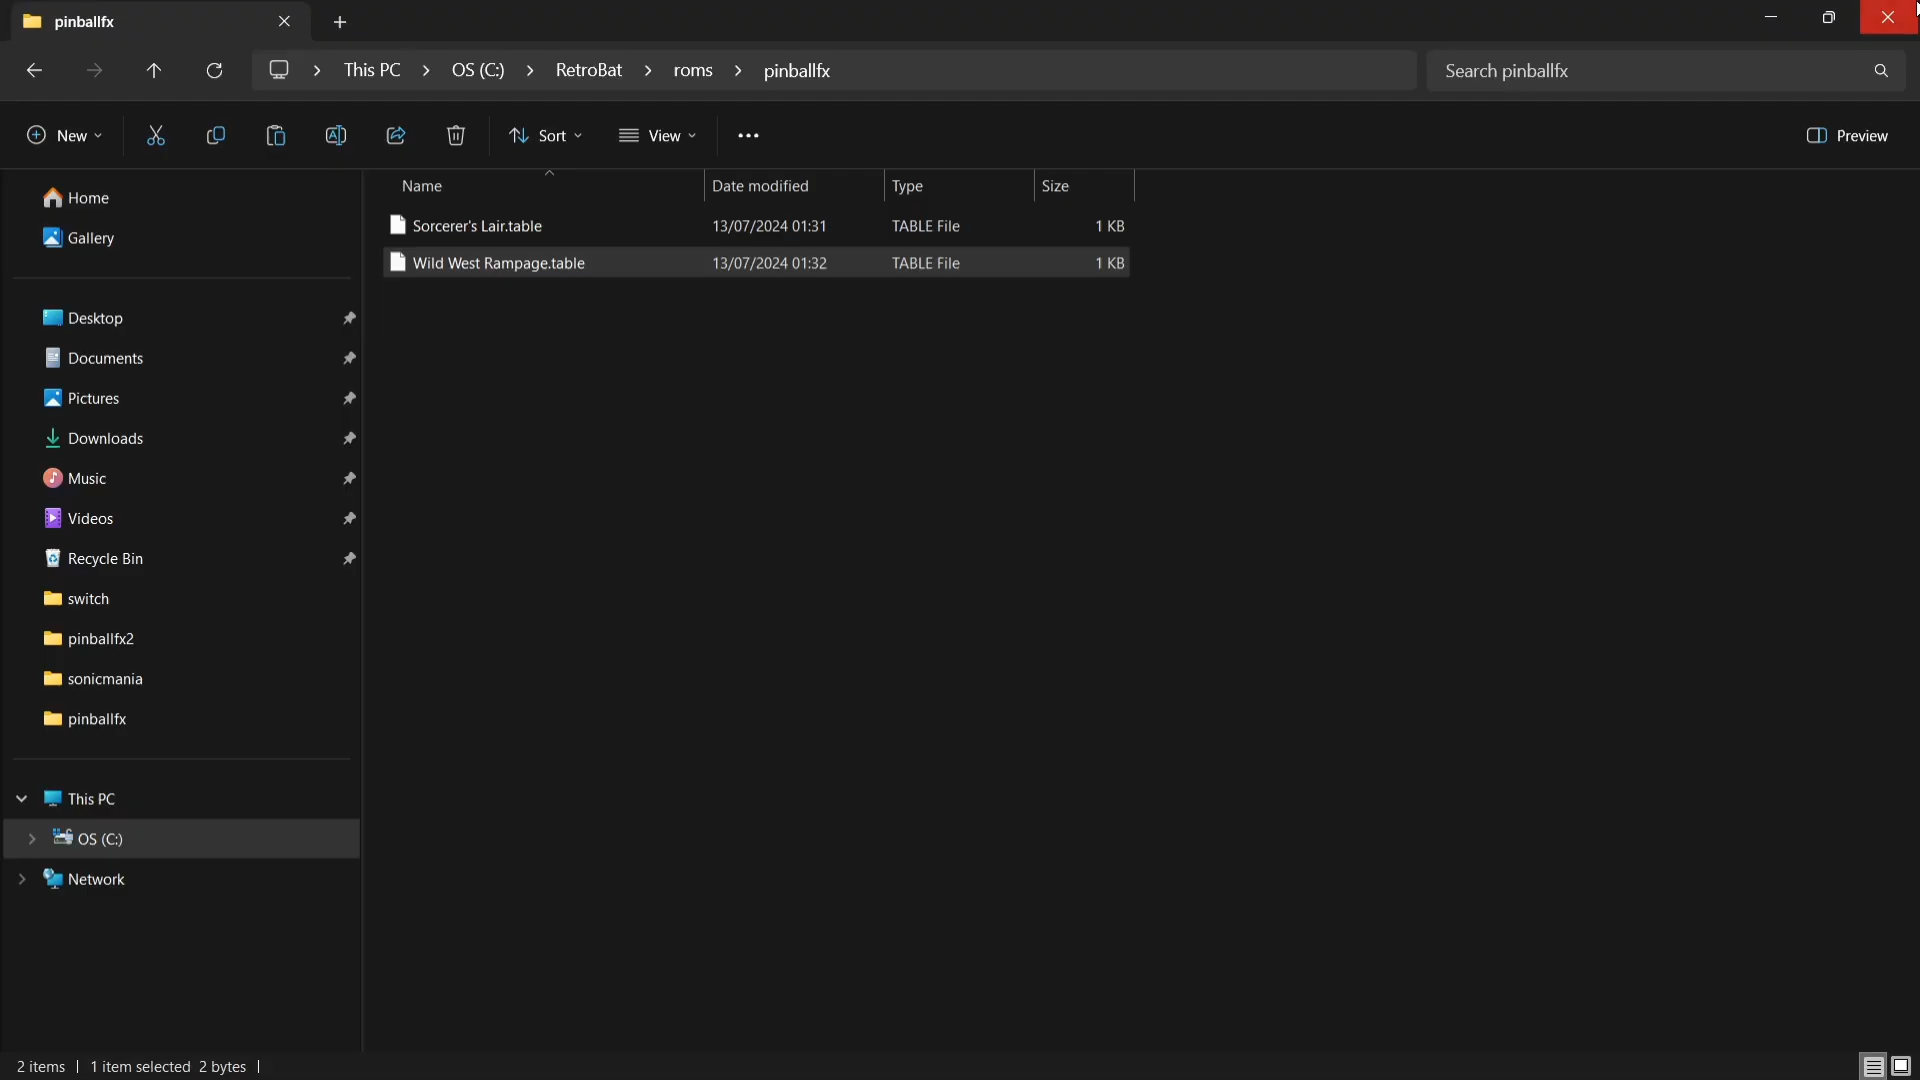 pinballfx
This PC OS (C:) RetroBat roms pinballfx
Search pinballfx
New
Sort
View
Preview
Name Date modified Type Size
Sorcerer's Lair.table 13/07/2024 01:31 TABLE File 1 KB
Wild West Rampage.table 13/07/2024 01:32 TABLE File 1 KB
Home
Gallery
Desktop
Documents
Pictures
Downloads
Music
Videos
Recycle Bin
switch
pinballfx2
sonicmania
pinballfx
This PC
OS (C:)
Network
2 items 1 item selected 2 bytes